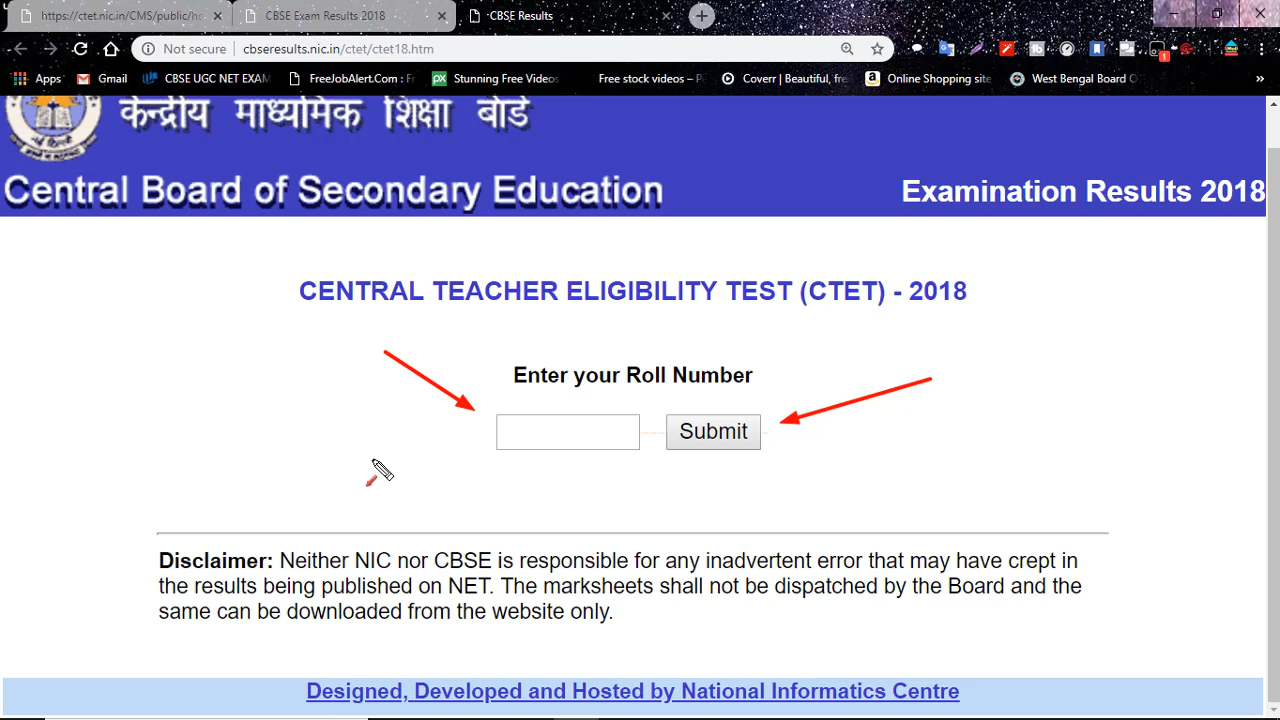 https://ctet.nic.in/CMS/public/ho
CBSE Exam Results 2018
CBSE Results
Not secure
cbseresults.nic.in/ctet/ctet18.htm
Apps
Gmail
CBSE UGC NET EXAM
FreeJobAlert.Com : F
Stunning Free Videos
Free stock videos – P
Coverr | Beautiful, fre
Online Shopping site
West Bengal Board C
»
1
केन्द्रीय माध्यमिक शिक्षा बोर्ड
Central Board of Secondary Education
Examination Results 2018
CENTRAL TEACHER ELIGIBILITY TEST (CTET) - 2018
Enter your Roll Number
Submit
Disclaimer: Neither NIC nor CBSE is responsible for any inadvertent error that may have crept in
the results being published on NET. The marksheets shall not be dispatched by the Board and the
same can be downloaded from the website only.
Designed, Developed and Hosted by National Informatics Centre